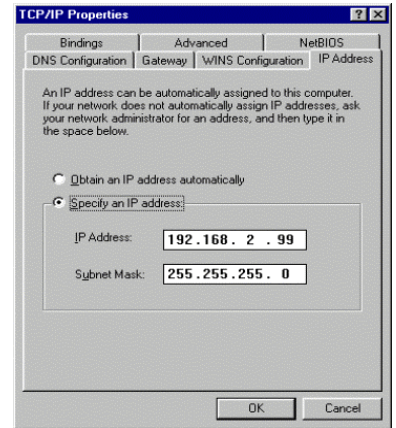 TCP/IP Properties
Bindings Advanced NetBIOS
DNS Configuration Gateway WINS Configuration IP Address
An IP address can be automatically assigned to this computer.
If your network does not automatically assign IP addresses, ask
your network administrator for an address, and then type it in
the space below.
Obtain an IP address automatically
Specify an IP address:
IP Address: 192.168. 2 .99
Subnet Mask: 255.255.255. 0
OK Cancel